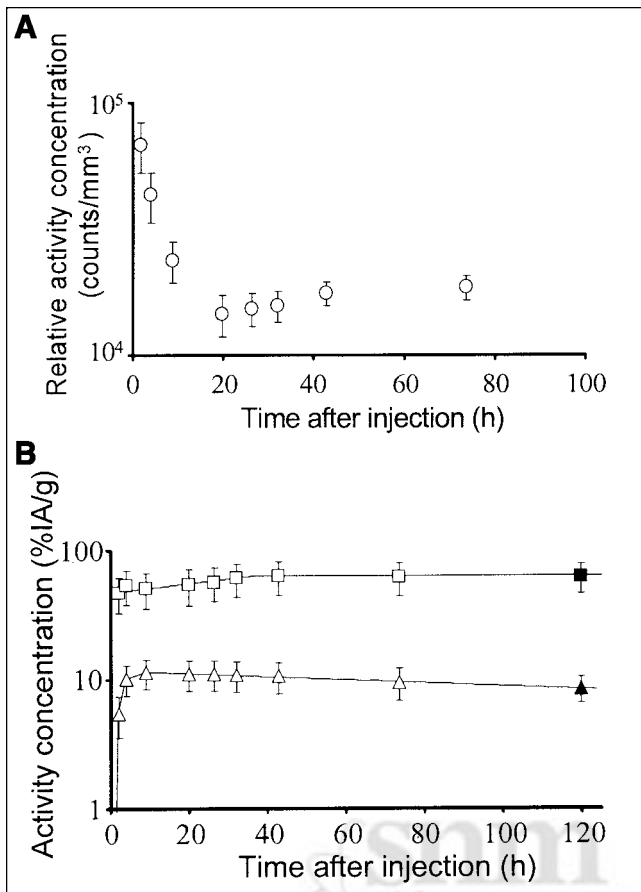 A
Relative activity concentration
(counts/mm³)
10⁵
10⁴
0 20 40 60 80 100
Time after injection (h)
B
Activity concentration (%IA/g)
100
10
1
0 20 40 60 80 100 120
Time after injection (h)
snm